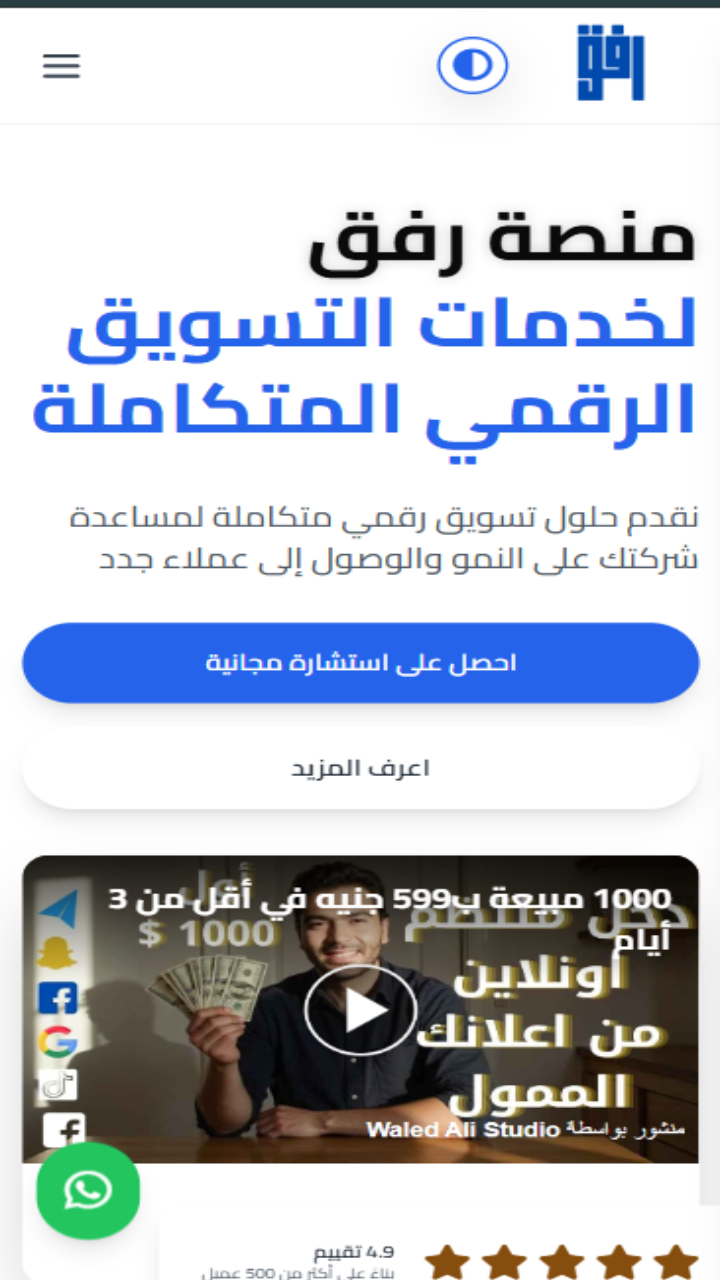 رفق
منصة رفق
لخدمات التسويق
الرقمي المتكاملة
نقدم حلول تسويق رقمي متكاملة لمساعدة
شركتك على النمو والوصول إلى عملاء جدد
احصل على استشارة مجانية
اعرف المزيد
1000 مبيعة ب599 جنيه في أقل من 3
أيام
أول
1000 $
دخل منتظم
اونلاين
من اعلانك
الممول
منشور بواسطة Waled Ali Studio
4.9 تقييم
بناءً على أكثر من 500 عميل